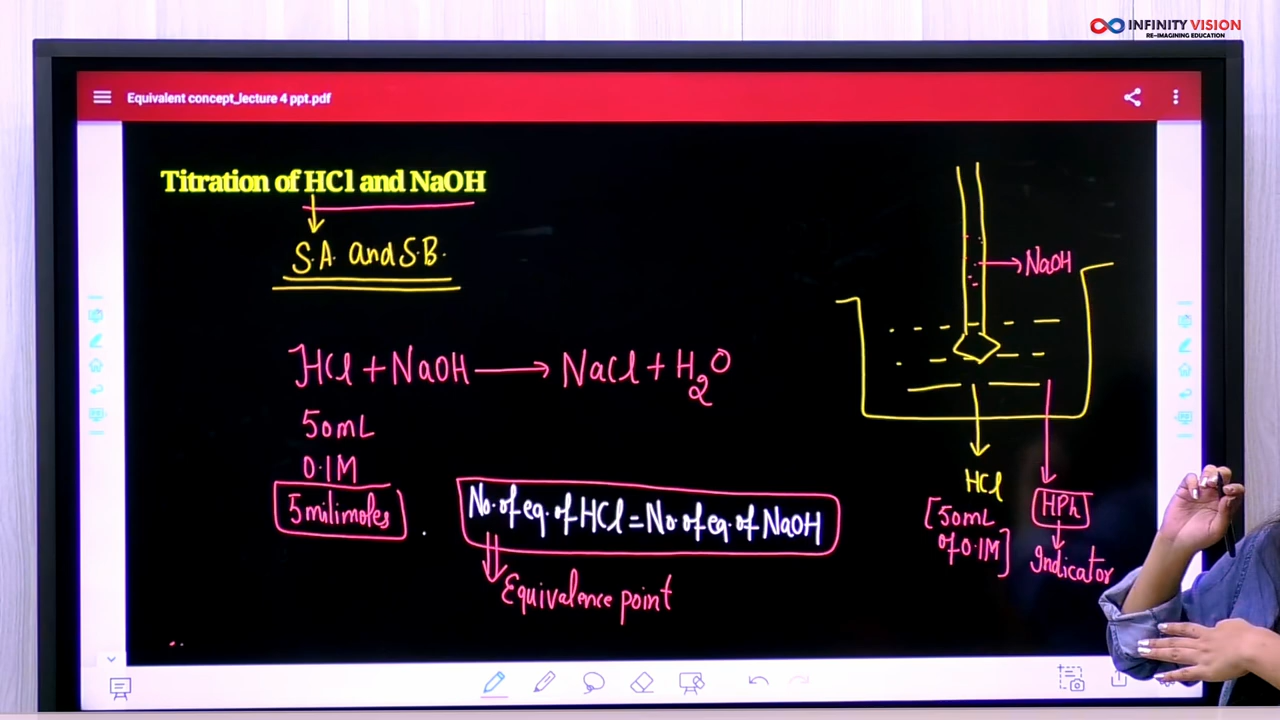 INFINITY VISION
RE-IMAGINING EDUCATION
Equivalent concept_lecture 4 ppt.pdf
Titration of HCl and NaOH
S.A. and S.B.
HCl + NaOH ⟶ NaCl + H₂O
50mL
0.1M
5 milimoles
No. of eq. of HCl = No. of eq. of NaOH
Equivalence point
NaOH
HCl
[50mL
of 0.1M]
HPh
Indicator